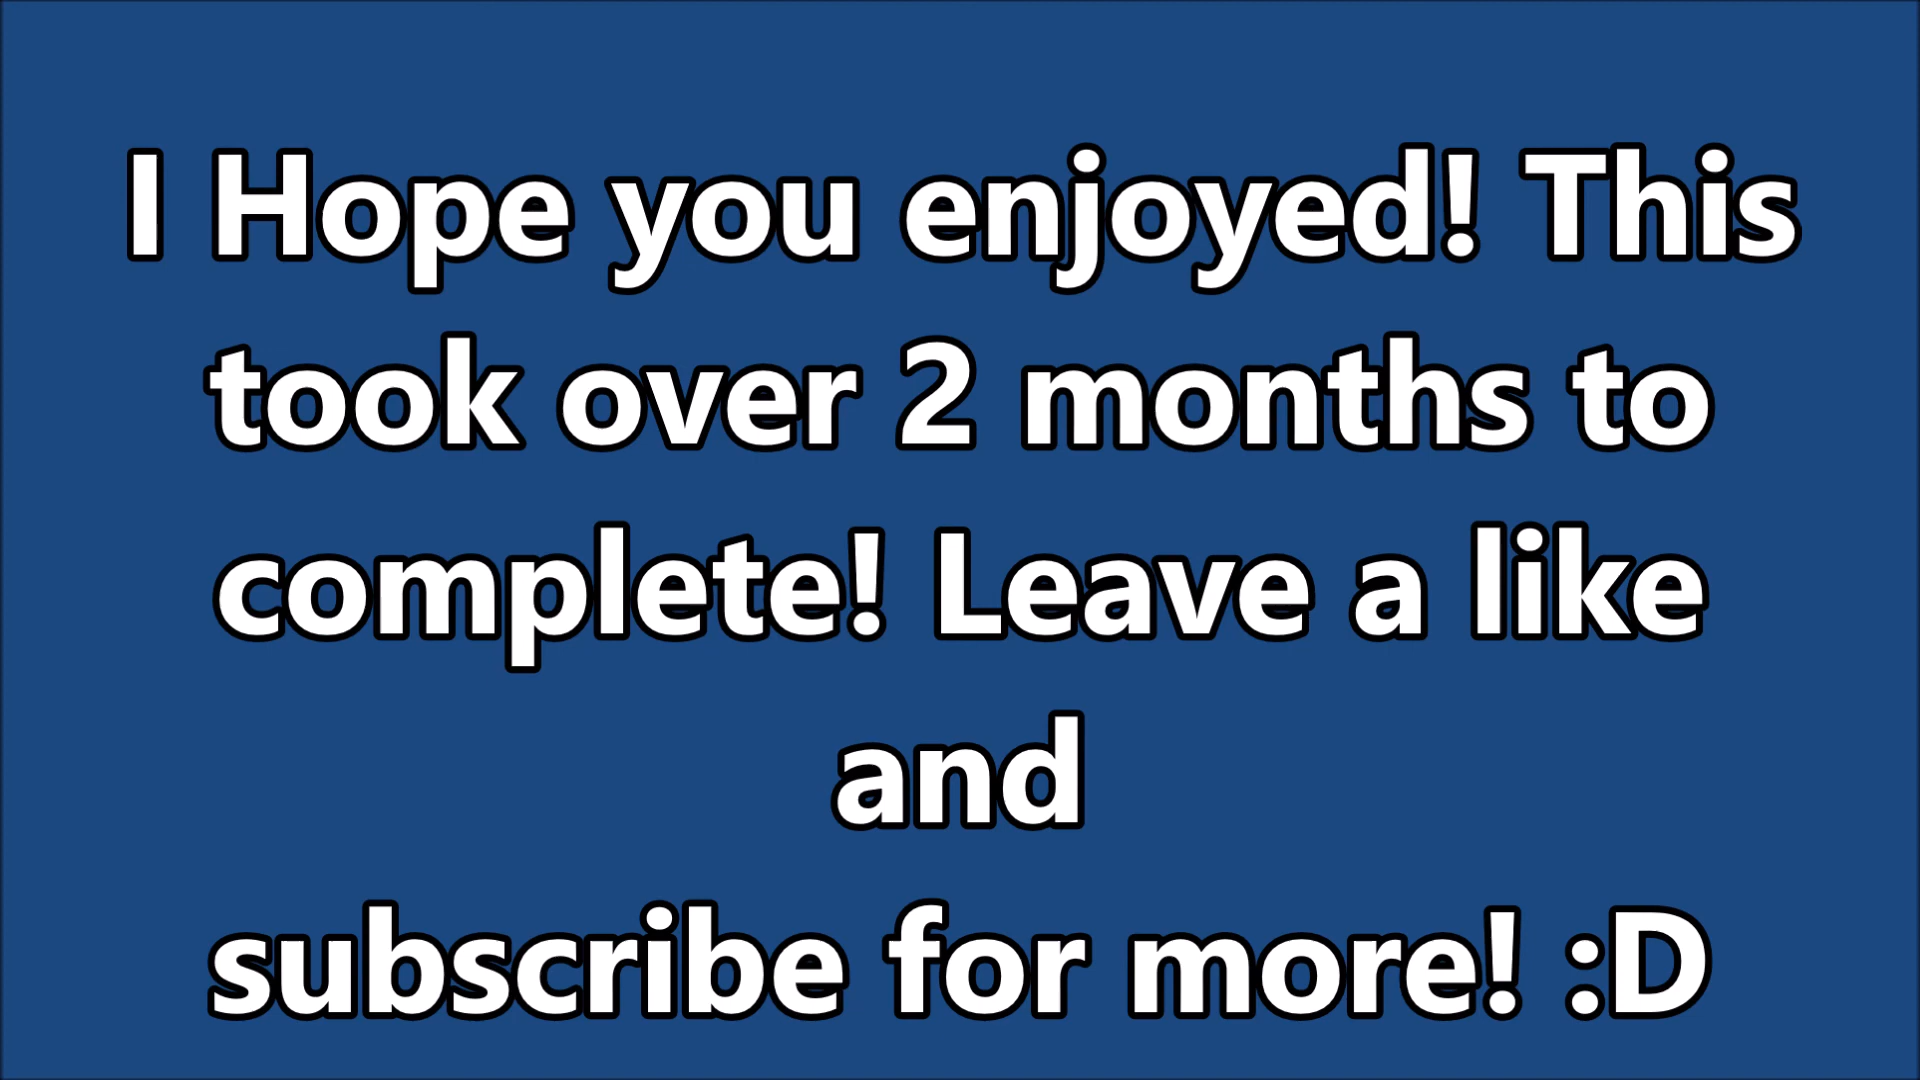 I Hope you enjoyed! This
took over 2 months to
complete! Leave a like
and
subscribe for more! :D